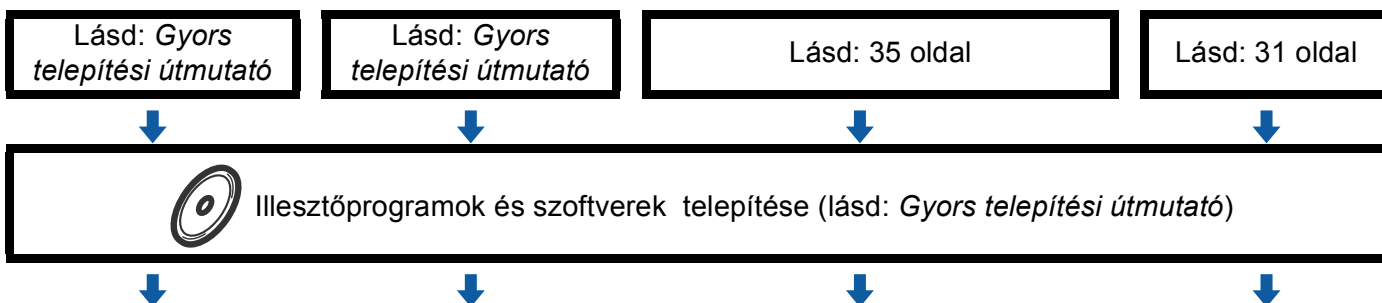 Lásd: Gyors
telepítési útmutató
Lásd: Gyors
telepítési útmutató
Lásd: 35 oldal
Lásd: 31 oldal
Illesztőprogramok és szoftverek telepítése (lásd: Gyors telepítési útmutató)